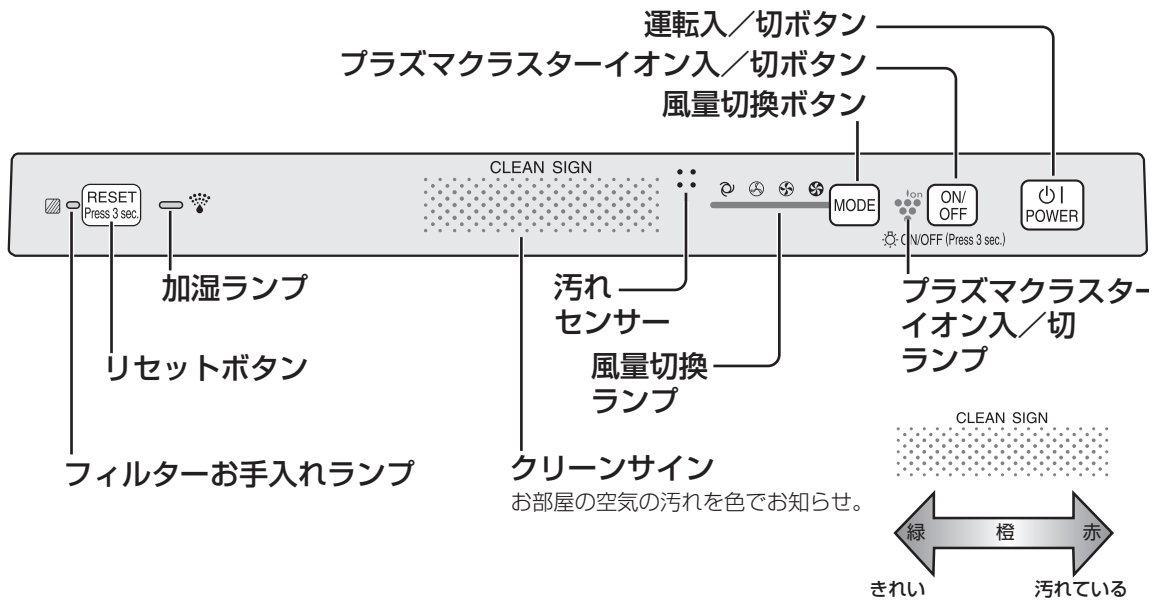 運転入／切ボタン
プラズマクラスターイオン入／切ボタン
風量切換ボタン
CLEAN SIGN
RESET
Press 3 sec.
MODE
ion
ON/
OFF
POWER
ON/OFF (Press 3 sec.)
加湿ランプ
汚れ
センサー
プラズマクラスター
イオン入／切
ランプ
リセットボタン
風量切換
ランプ
フィルターお手入れランプ
クリーンサイン
お部屋の空気の汚れを色でお知らせ。
CLEAN SIGN
緑 橙 赤
きれい 汚れている